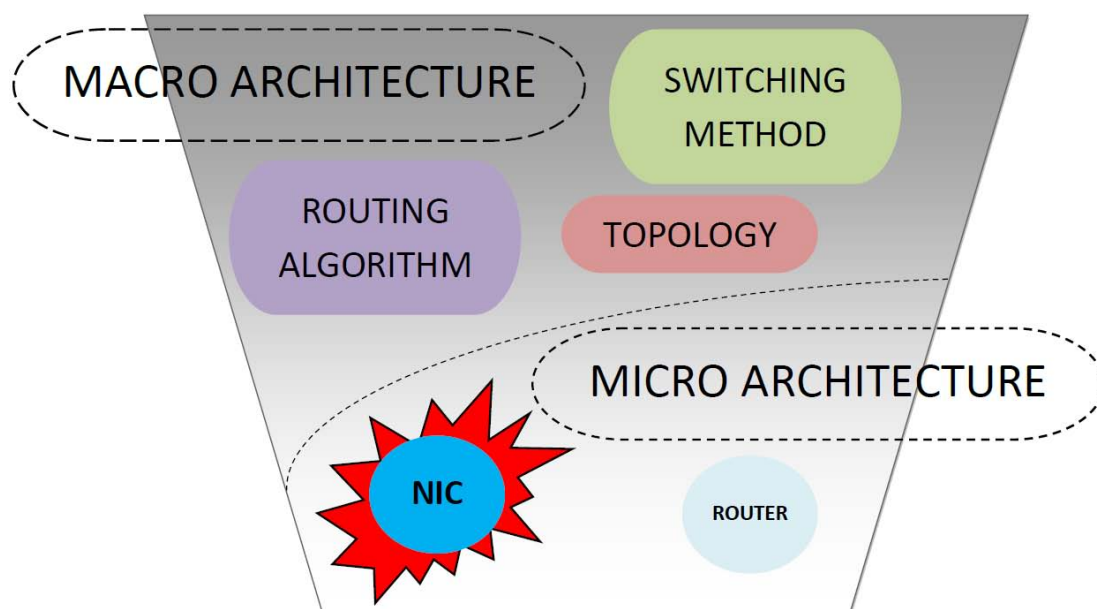 MACRO ARCHITECTURE
SWITCHING
METHOD
ROUTING
ALGORITHM
TOPOLOGY
MICRO ARCHITECTURE
NIC
ROUTER